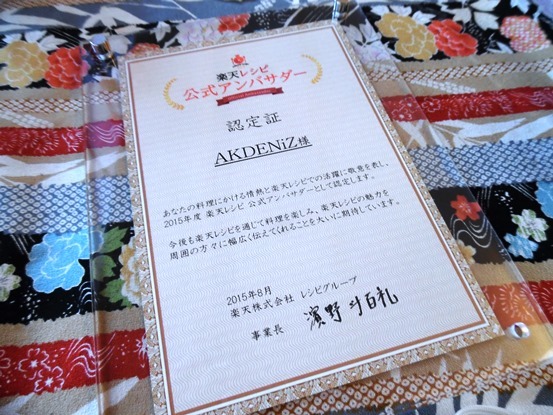 楽天レシピ
公式アンバサダー
認定証
AKDENiZ様
あなたの料理にかける情熱と楽天レシピでの活躍に敬意を表し、
2015年度 楽天レシピ 公式アンバサダーとして認定します。
今後も楽天レシピを通じて料理を楽しみ、楽天レシピの魅力を
周囲の方々に幅広く伝えてくれることを大いに期待しています。
2015年8月
楽天株式会社 レシピグループ
事業長 濱野 斗百礼